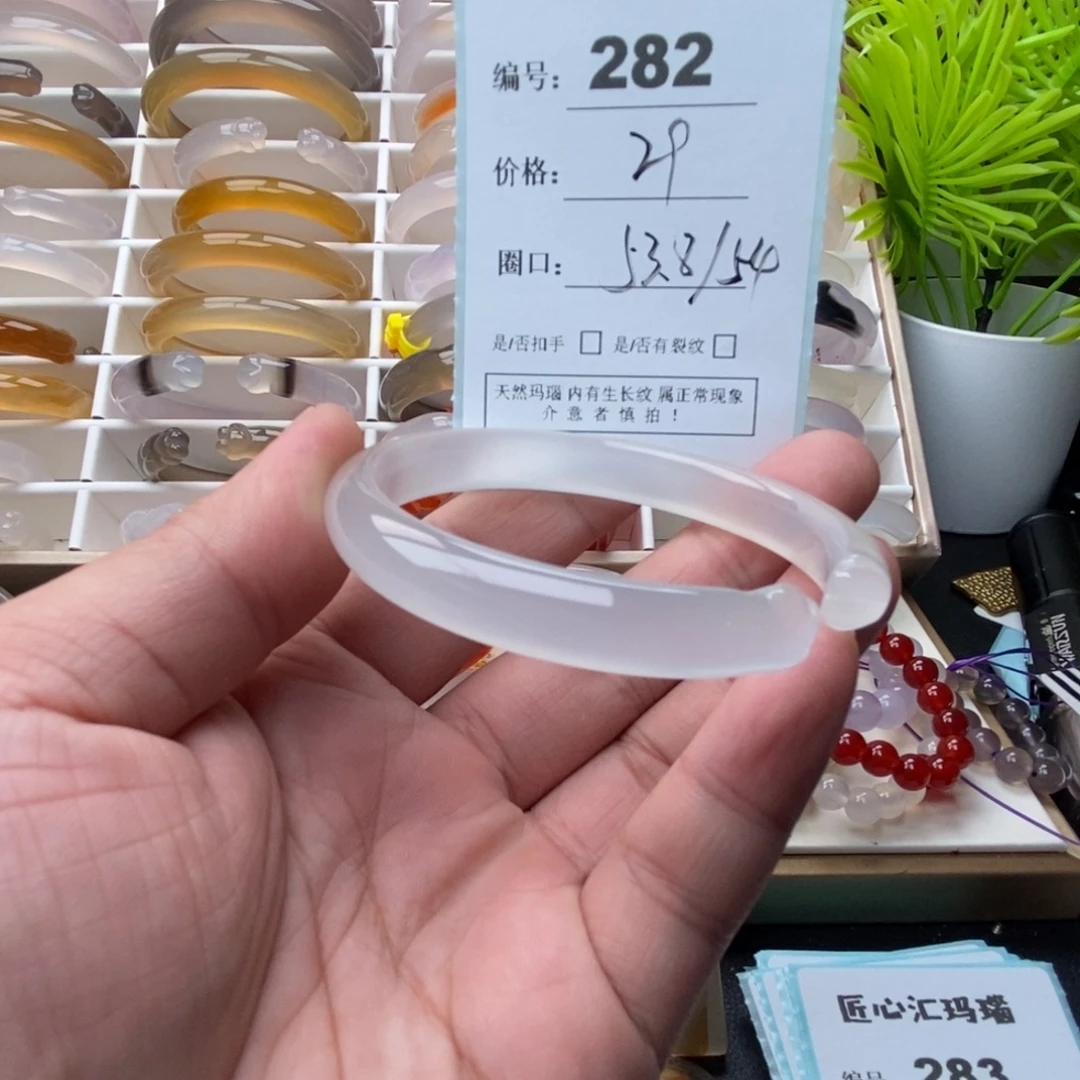 编号: 282
价格: 29
圈口: 53.8/54
是/否扣手 □ 是/否有裂纹 □
天然玛瑙 内有生长纹 属正常现象
介意者慎拍!
匠心汇玛瑙
编号 283